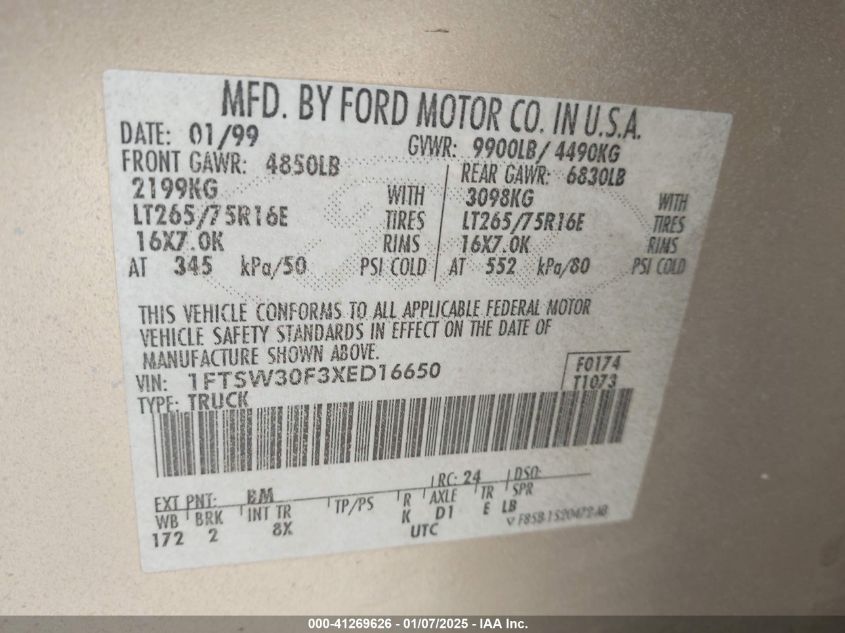 MFD. BY FORD MOTOR CO. IN U.S.A.
DATE: 01/99 GVWR: 9900LB/ 4490KG
FRONT GAWR: 4850LB REAR GAWR: 6830LB
2199KG WITH 3098KG WITH
LT265/75R16E TIRES LT265/75R16E TIRES
16X7.0K RIMS 16X7.0K RIMS
AT 345 kPa/50 PSI COLD AT 552 kPa/80 PSI COLD
THIS VEHICLE CONFORMS TO ALL APPLICABLE FEDERAL MOTOR
VEHICLE SAFETY STANDARDS IN EFFECT ON THE DATE OF
MANUFACTURE SHOWN ABOVE.
VIN: 1FTSW30F3XED16650 F0174
TYPE: TRUCK T1073
EXT PNT: BM RC: 24 DSO:
WB BRK INT TR TP/PS R AXLE TR SPR
172 2 8X K D1 E LB
UTC
000-41269626 - 01/07/2025 - IAA Inc.